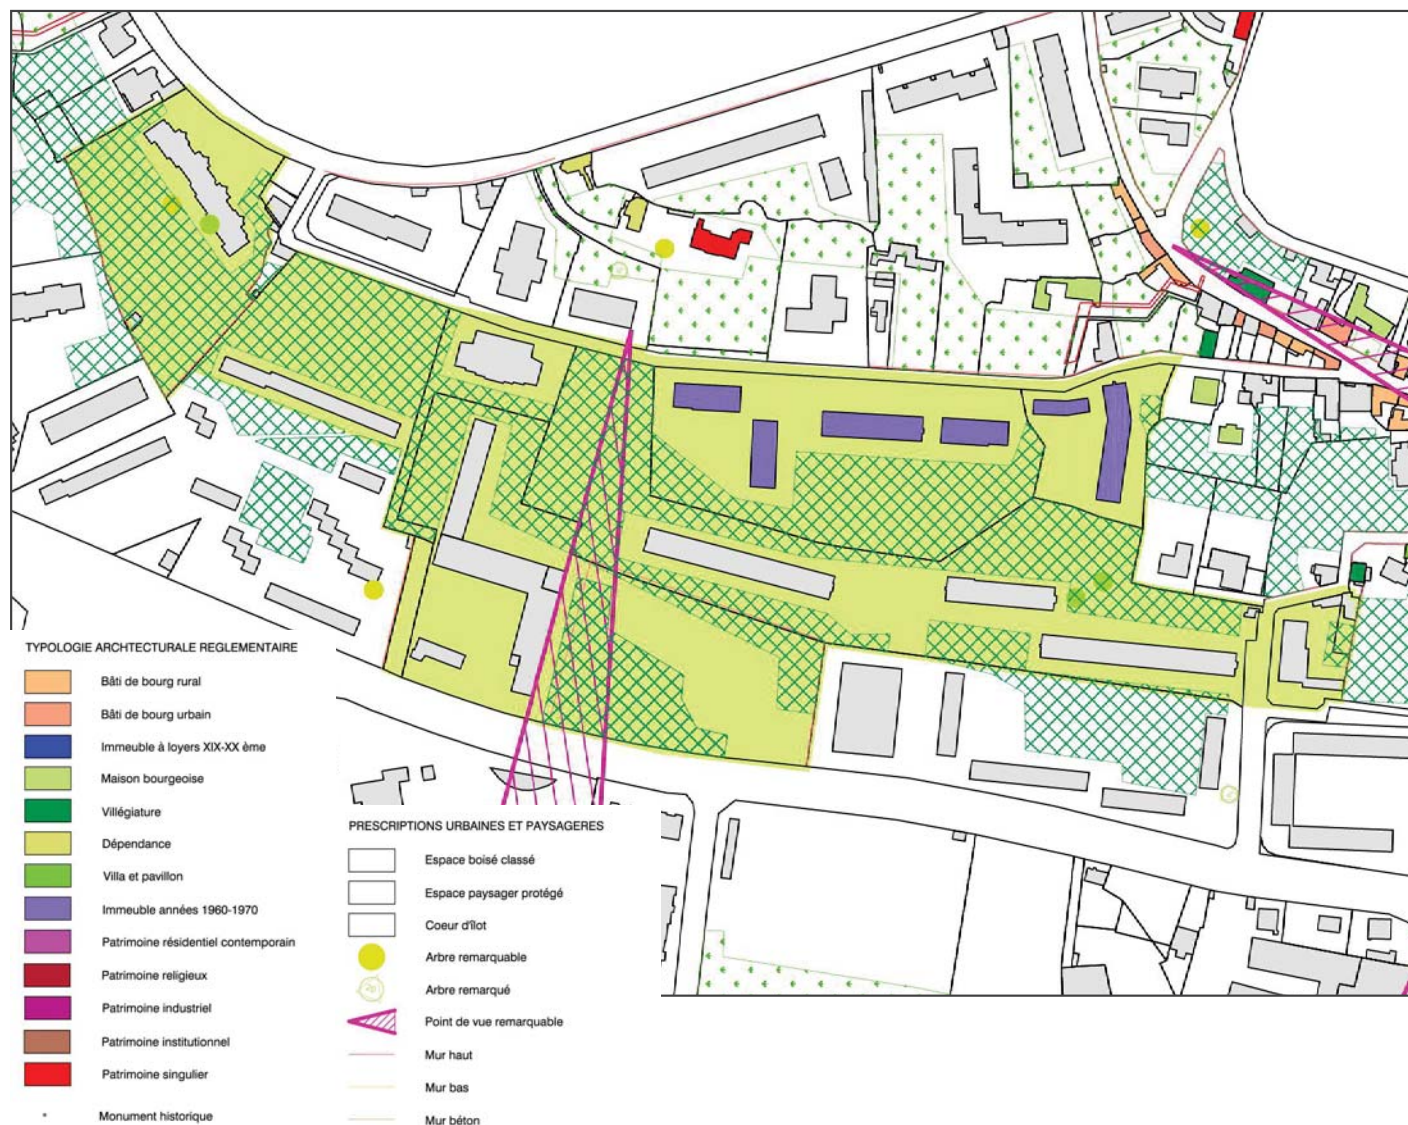 TYPOLOGIE ARCHITECTURALE REGLEMENTAIRE
Bâti de bourg rural
Bâti de bourg urbain
Immeuble à loyers XIX-XX ème
Maison bourgeoise
Villégiature
Dépendance
Villa et pavillon
Immeuble années 1960-1970
Patrimoine résidentiel contemporain
Patrimoine religieux
Patrimoine industriel
Patrimoine institutionnel
Patrimoine singulier
Monument historique
PRESCRIPTIONS URBAINES ET PAYSAGERES
Espace boisé classé
Espace paysager protégé
Coeur d'îlot
Arbre remarquable
Arbre remarqué
Point de vue remarquable
Mur haut
Mur bas
Mur béton